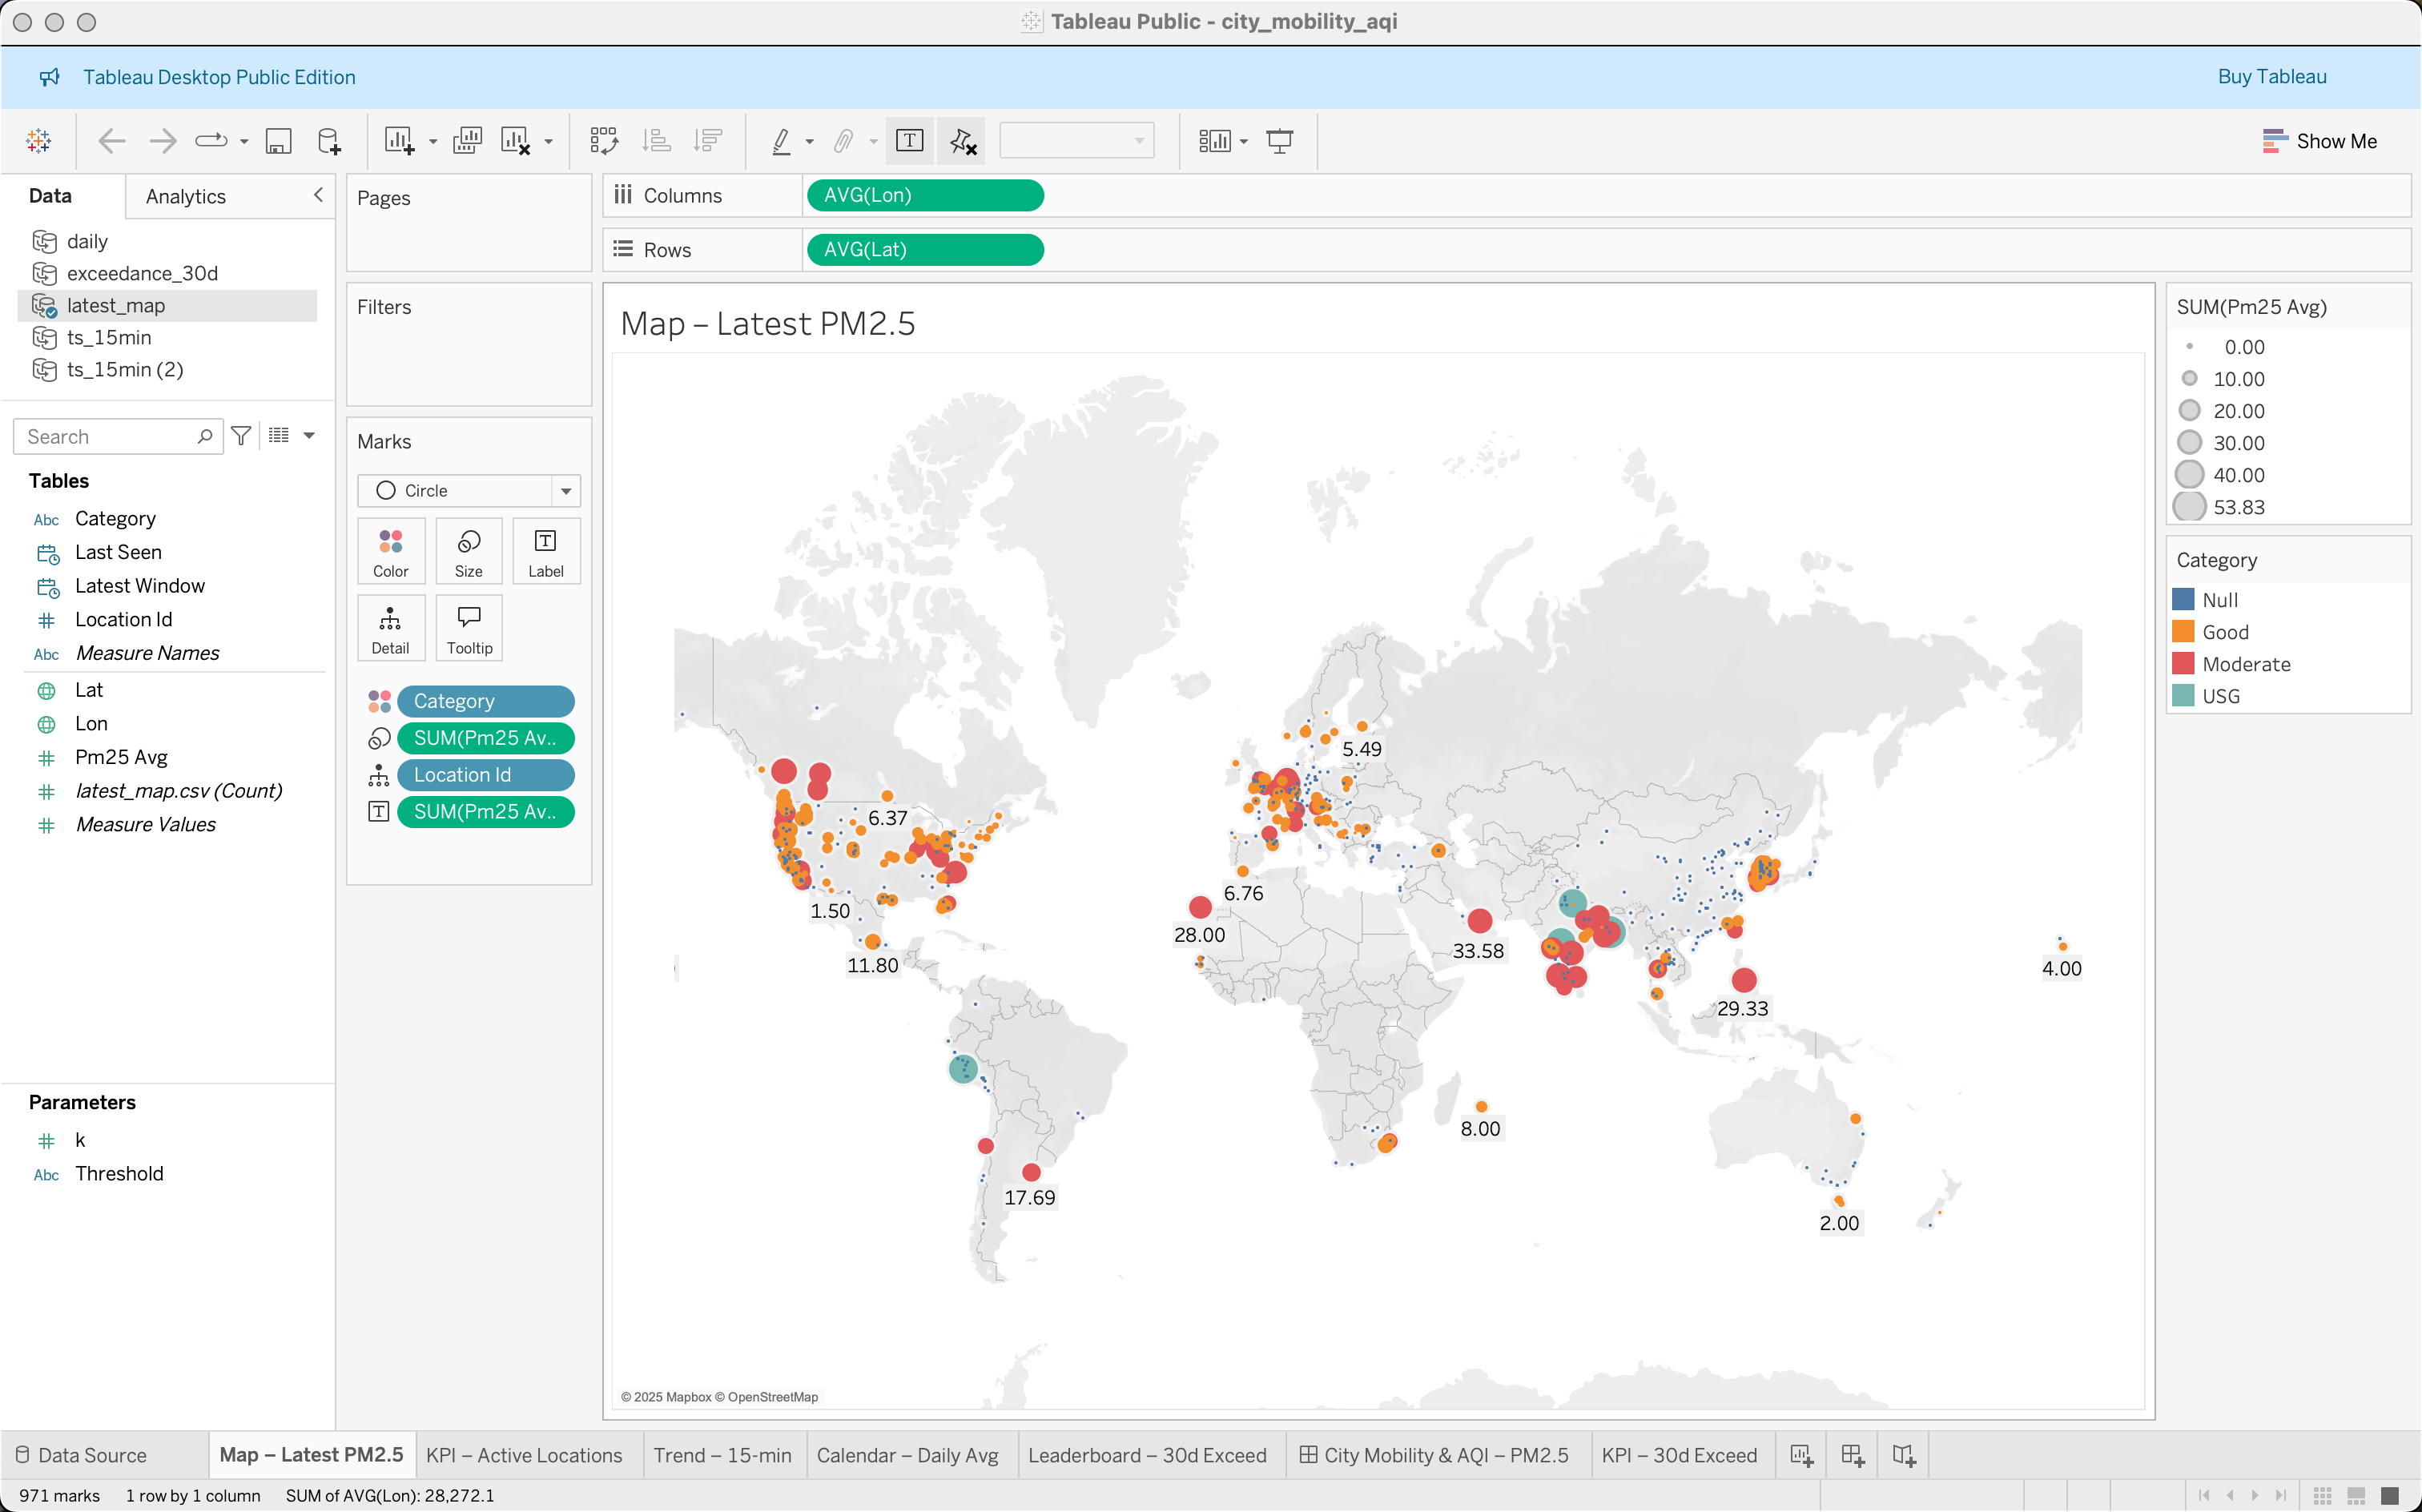 Tableau Public - city_mobility_aqi
Tableau Desktop Public Edition
Buy Tableau
Show Me
Data
Analytics
daily
exceedance_30d
latest_map
ts_15min
ts_15min (2)
Search
Tables
Abc Category
Last Seen
Latest Window
Location Id
Abc Measure Names
Lat
Lon
Pm25 Avg
latest_map.csv (Count)
Measure Values
Parameters
k
Abc Threshold
Pages
Filters
Marks
Circle
Color
Size
Label
Detail
Tooltip
Category
SUM(Pm25 Av..
Location Id
SUM(Pm25 Av..
Columns
AVG(Lon)
Rows
AVG(Lat)
Map – Latest PM2.5
5.49
6.37
6.76
1.50
28.00
33.58
11.80
4.00
29.33
8.00
17.69
2.00
© 2025 Mapbox © OpenStreetMap
SUM(Pm25 Avg)
0.00
10.00
20.00
30.00
40.00
53.83
Category
Null
Good
Moderate
USG
Data Source
Map – Latest PM2.5
KPI – Active Locations
Trend – 15-min
Calendar – Daily Avg
Leaderboard – 30d Exceed
City Mobility & AQI – PM2.5
KPI – 30d Exceed
971 marks
1 row by 1 column
SUM of AVG(Lon): 28,272.1